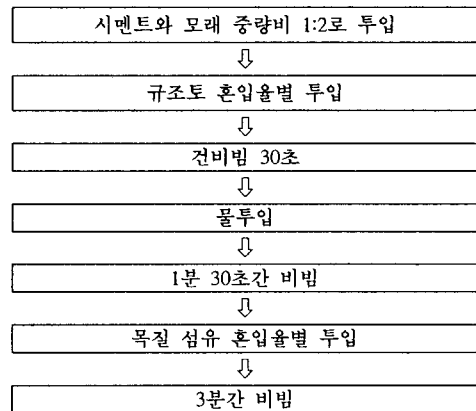 시멘트와 모래 중량비 1:2로 투입
⇩
규조토 혼입율별 투입
⇩
건비빔 30초
⇩
물투입
⇩
1분 30초간 비빔
⇩
목질 섬유 혼입율별 투입
⇩
3분간 비빔